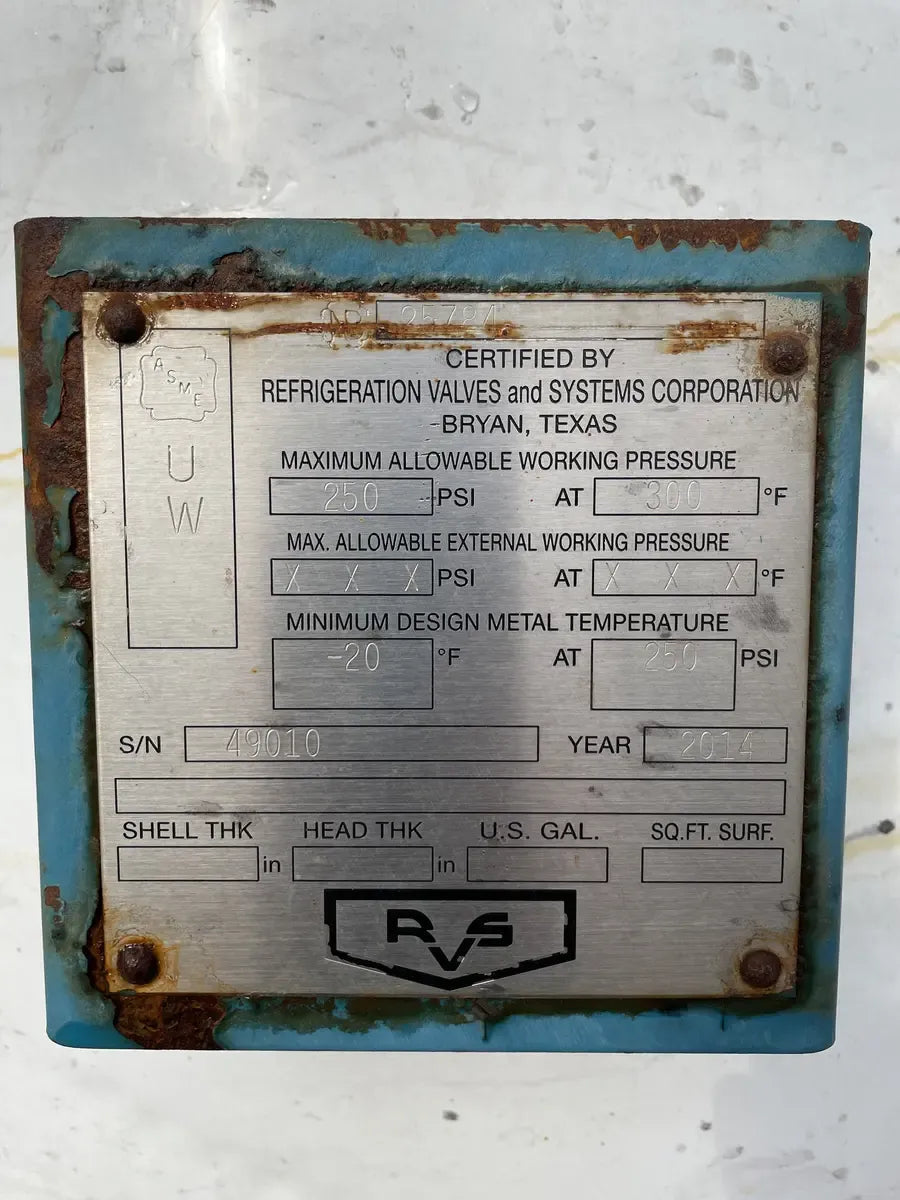 25784
CERTIFIED BY
REFRIGERATION VALVES and SYSTEMS CORPORATION
BRYAN, TEXAS
ASME
U
W
MAXIMUM ALLOWABLE WORKING PRESSURE
250 PSI AT 300 °F
MAX. ALLOWABLE EXTERNAL WORKING PRESSURE
X X X PSI AT X X X °F
MINIMUM DESIGN METAL TEMPERATURE
-20 °F AT 250 PSI
S/N 49010 YEAR 2014
SHELL THK HEAD THK U.S. GAL. SQ.FT. SURF.
in in
RVS